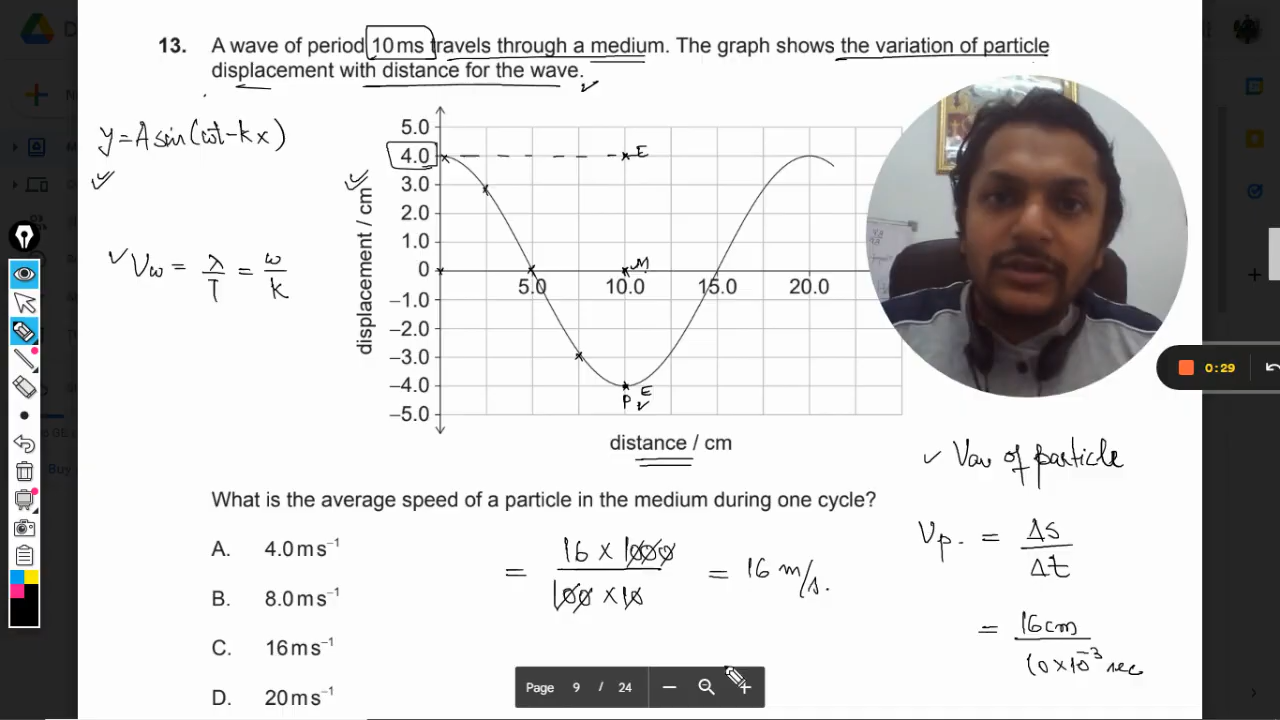 13. A wave of period 10 ms travels through a medium. The graph shows the variation of particle
displacement with distance for the wave.
y = A sin(ωt − kx)
Vw = λ/T = ω/k
displacement / cm
5.0
4.0
3.0
2.0
1.0
0
−1.0
−2.0
−3.0
−4.0
−5.0
5.0 10.0 15.0 20.0
E
M
P E
distance / cm
0:29
Vav of particle
What is the average speed of a particle in the medium during one cycle?
A. 4.0 m s⁻¹
B. 8.0 m s⁻¹
C. 16 m s⁻¹
D. 20 m s⁻¹
= 16 × 1000 / 100 × 10 = 16 m/s.
Vp. = Δs / Δt
= 16cm / 10 × 10⁻³ sec
Page 9 / 24
Buy